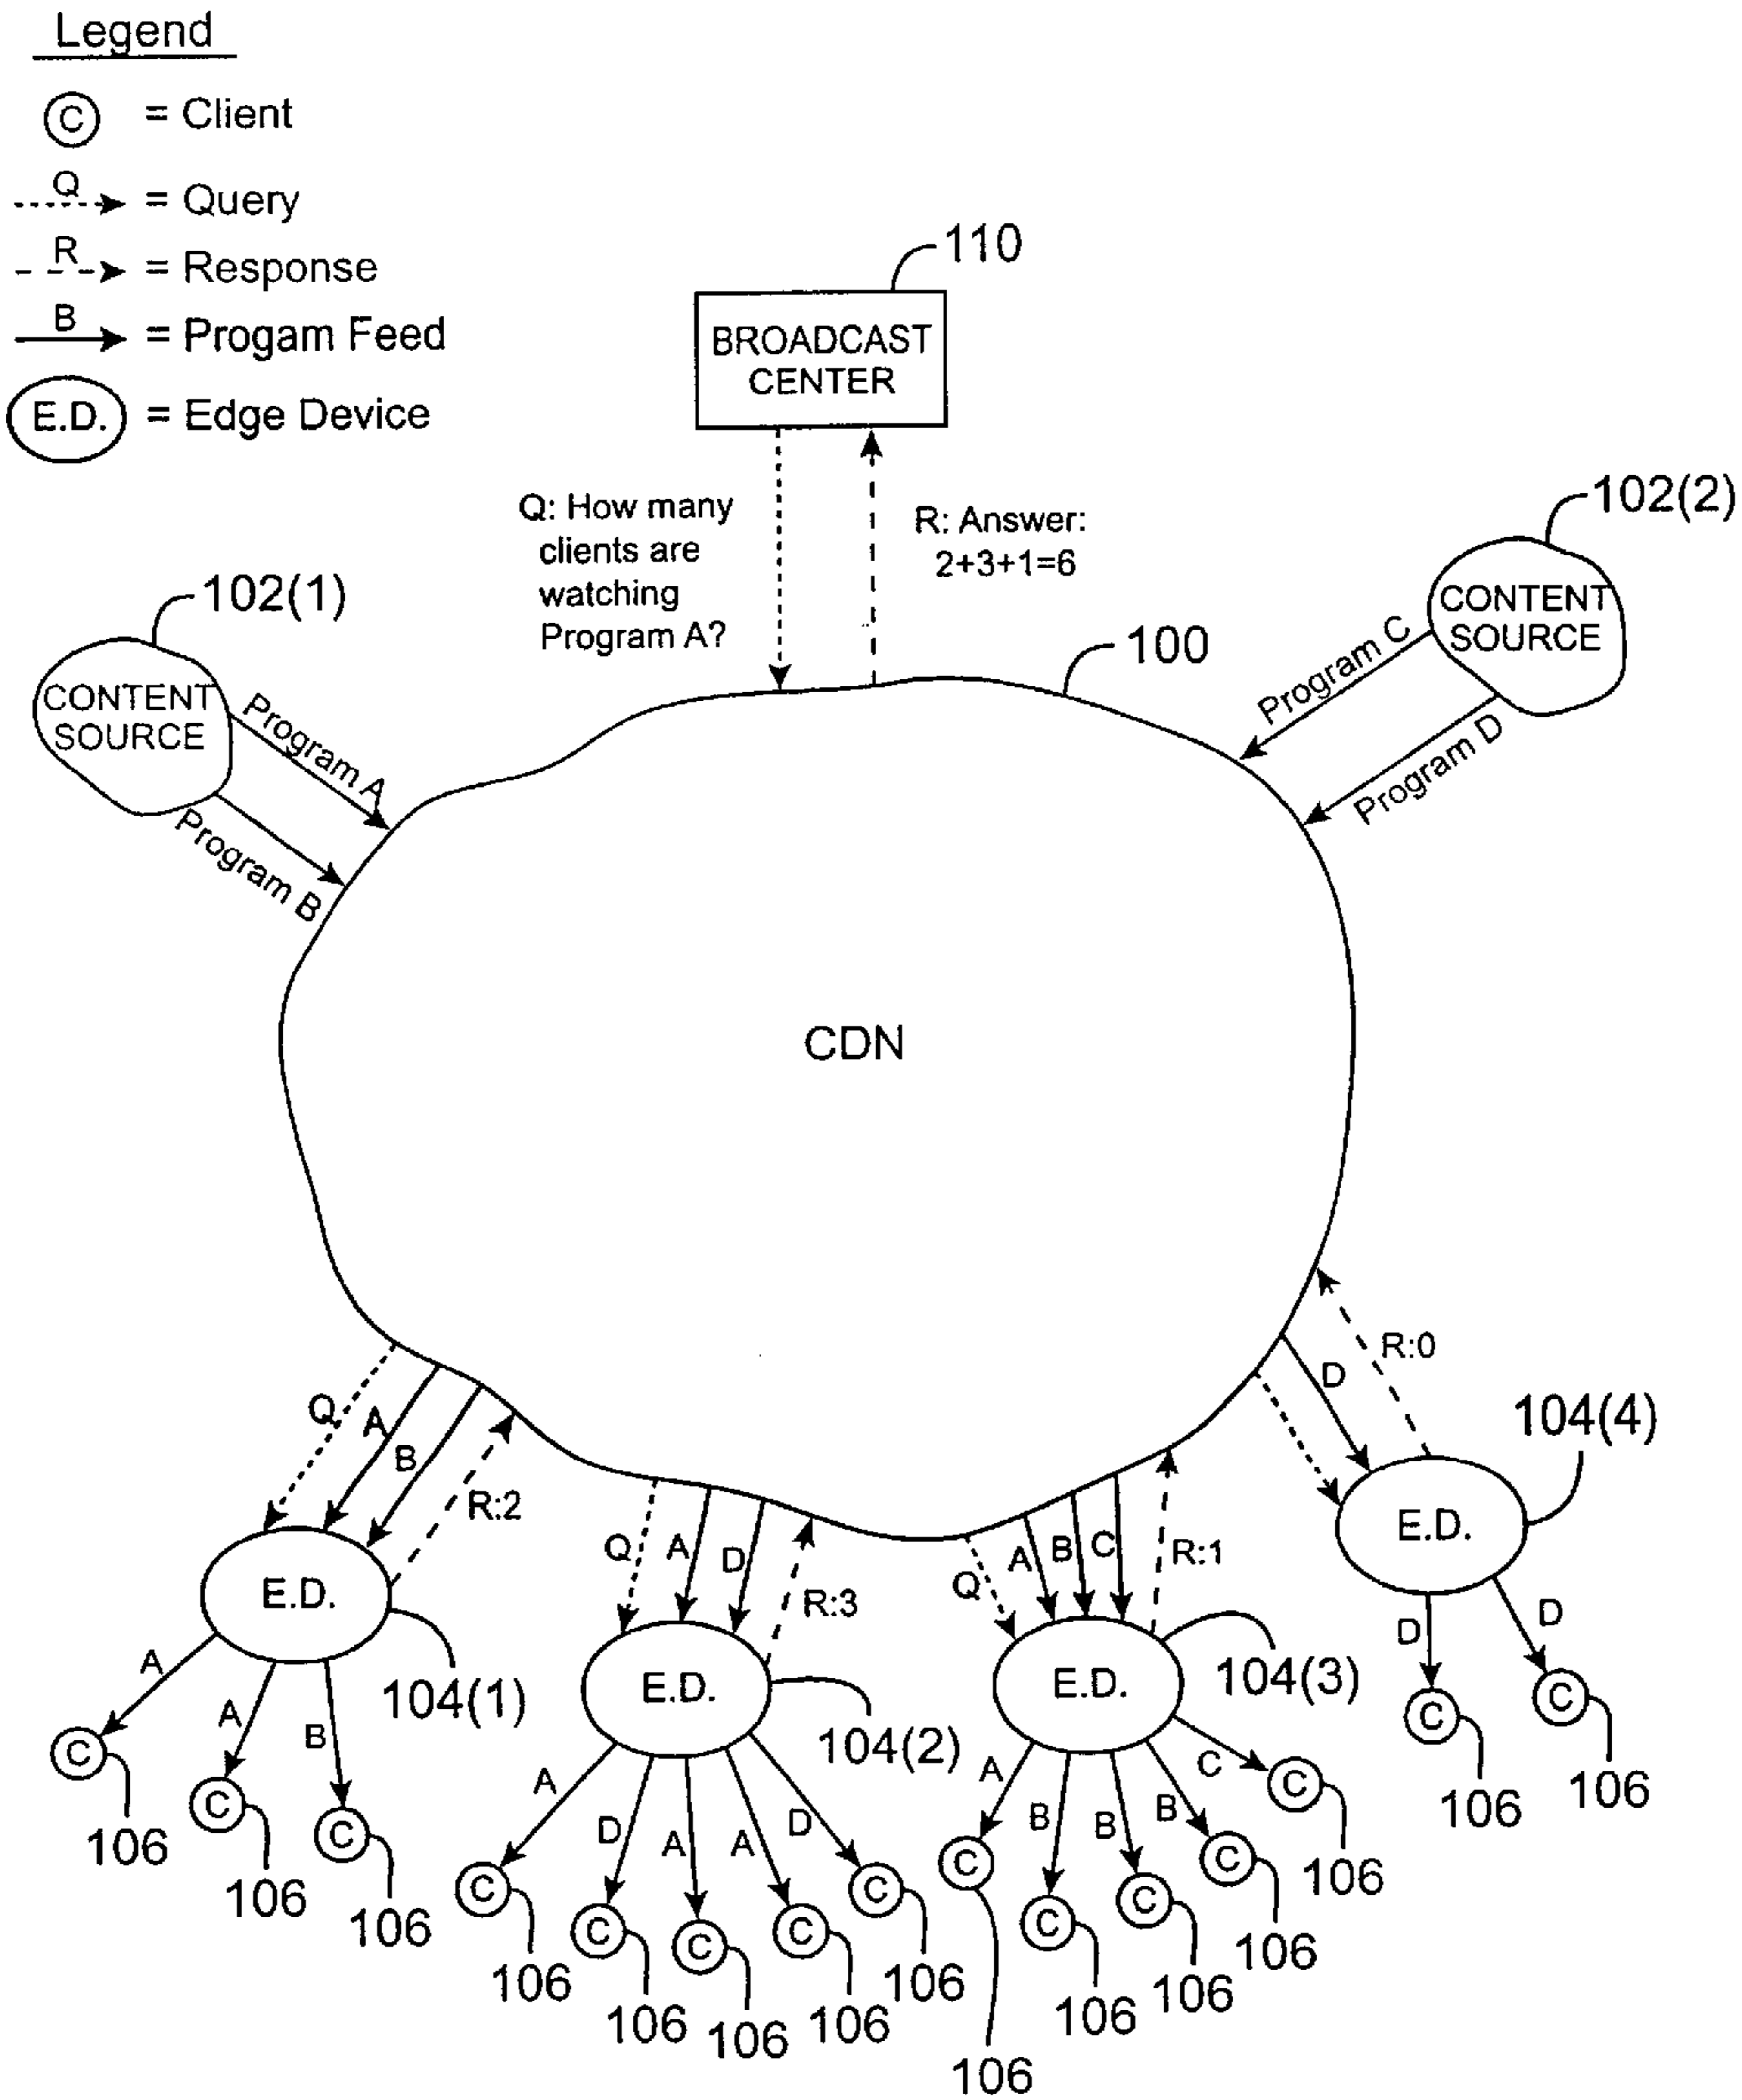 Legend
C = Client
Q = Query
R = Response
B = Progam Feed
E.D. = Edge Device
110
BROADCAST
CENTER
Q: How many
clients are
watching
Program A?
R: Answer:
2+3+1=6
102(2)
CONTENT
SOURCE
Program C
Program D
102(1)
CONTENT
SOURCE
Program A
Program B
100
CDN
Q
A
B
R:2
Q
A
D
R:3
Q
A
B
C
R:1
D
R:0
E.D.
104(1)
E.D.
104(2)
E.D.
104(3)
E.D.
104(4)
A
A
B
C
C
C
106
106
106
A
D
A
A
D
C
C
C
C
C
106
106
106
106
106
A
B
B
B
C
C
C
C
C
C
106
106
106
106
106
D
D
C
C
106
106